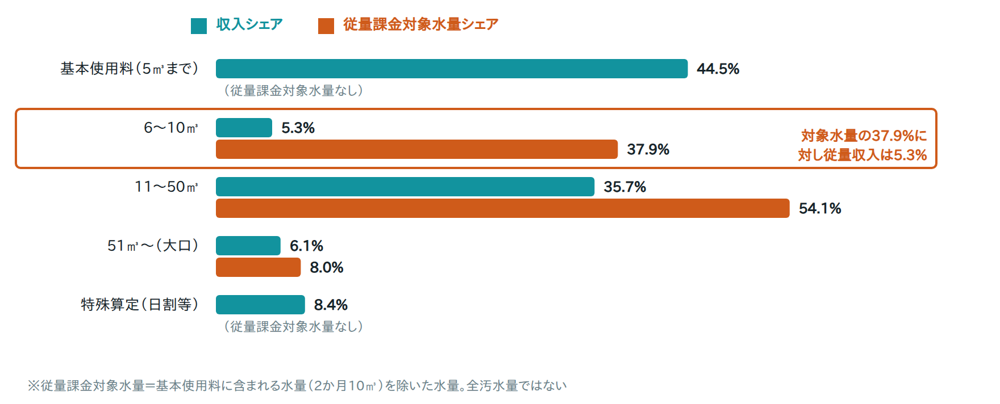 収入シェア 従量課金対象水量シェア
基本使用料（5㎥まで） 44.5%
（従量課金対象水量なし）
6〜10㎥ 5.3%
37.9%
対象水量の37.9%に
対し従量収入は5.3%
11〜50㎥ 35.7%
54.1%
51㎥〜（大口） 6.1%
8.0%
特殊算定（日割等） 8.4%
（従量課金対象水量なし）
※従量課金対象水量＝基本使用料に含まれる水量（2か月10㎥）を除いた水量。全汚水量ではない